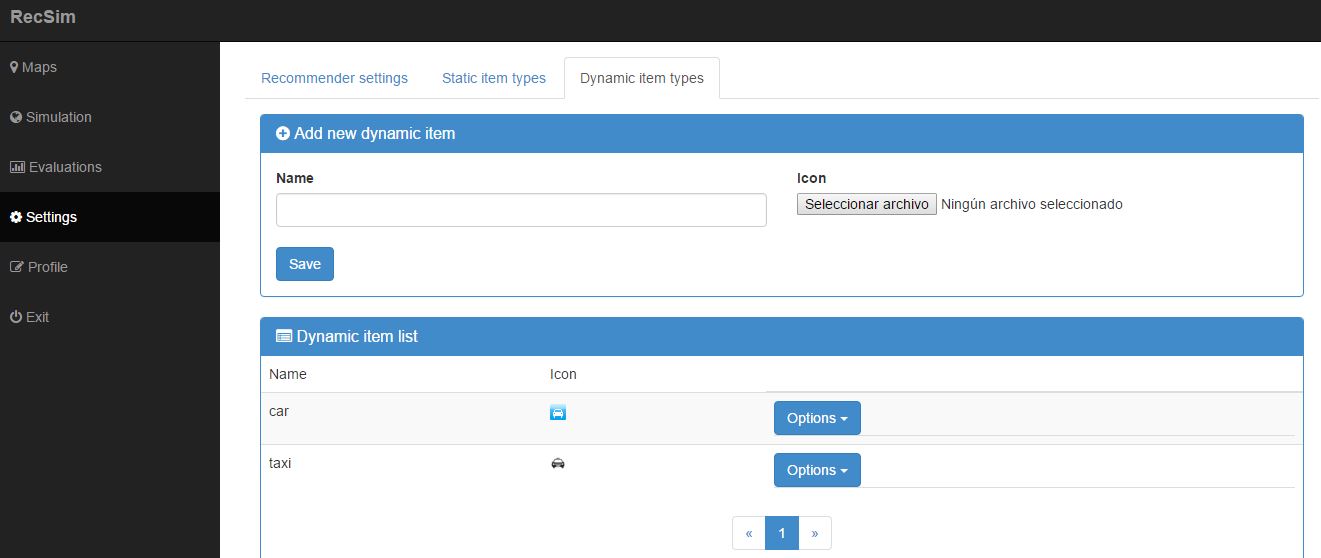 RecSim
Maps
Simulation
Evaluations
Settings
Profile
Exit
Recommender settings Static item types Dynamic item types
Add new dynamic item
Name Icon
Seleccionar archivo Ningún archivo seleccionado
Save
Dynamic item list
Name Icon
car Options
taxi Options
« 1 »